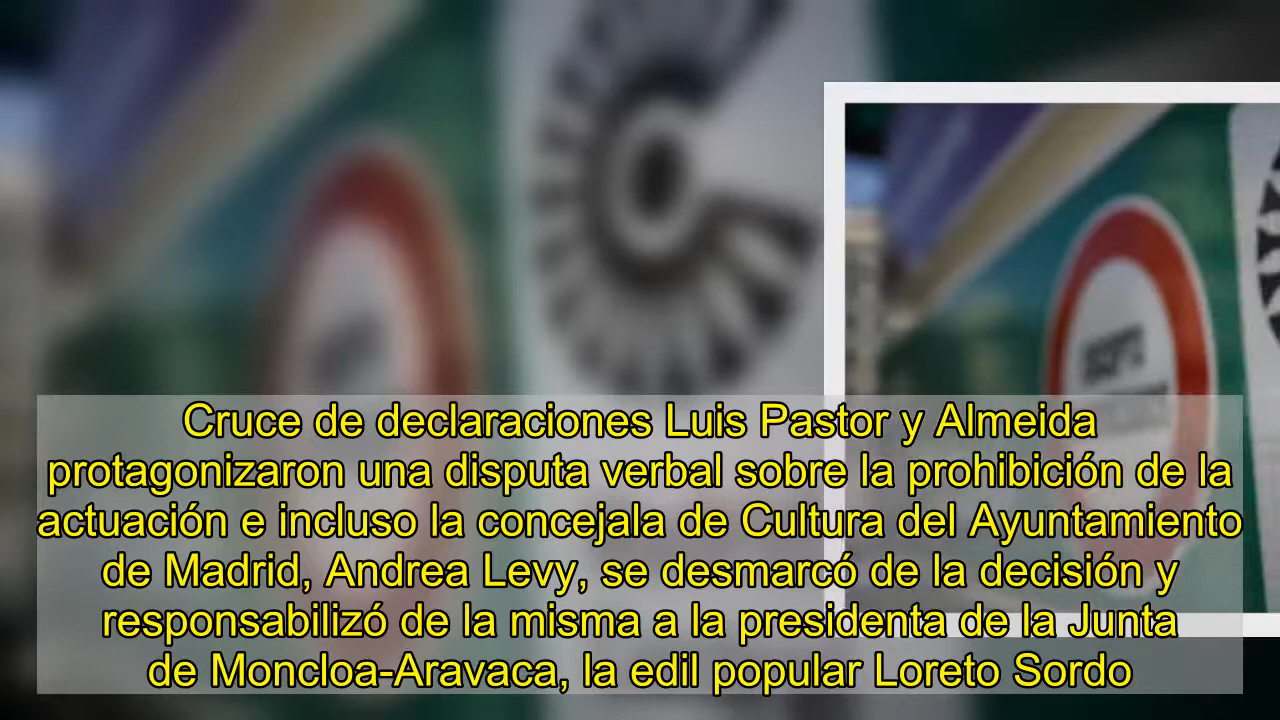 Cruce de declaraciones Luis Pastor y Almeida
protagonizaron una disputa verbal sobre la prohibición de la
actuación e incluso la concejala de Cultura del Ayuntamiento
de Madrid, Andrea Levy, se desmarcó de la decisión y
responsabilizó de la misma a la presidenta de la Junta
de Moncloa-Aravaca, la edil popular Loreto Sordo